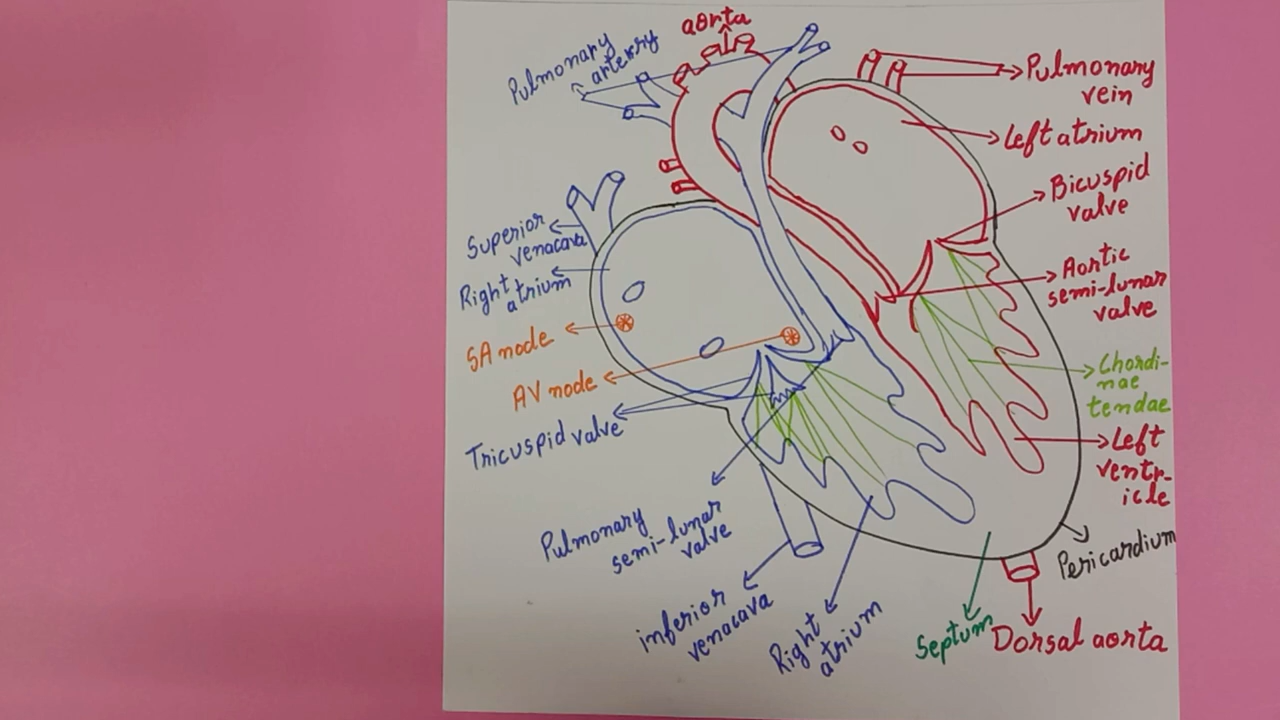 aorta
Pulmonary
artery
Pulmonary
vein
Left atrium
Bicuspid
valve
Superior
venacava
Right
atrium
Aortic
semi-lunar
valve
SA node
AV node
Chordi-
nae
tendae
Tricuspid valve
Left
ventr-
icle
Pulmonary
semi-lunar
valve
Pericardium
inferior
venacava
Right
atrium
Septum
Dorsal aorta